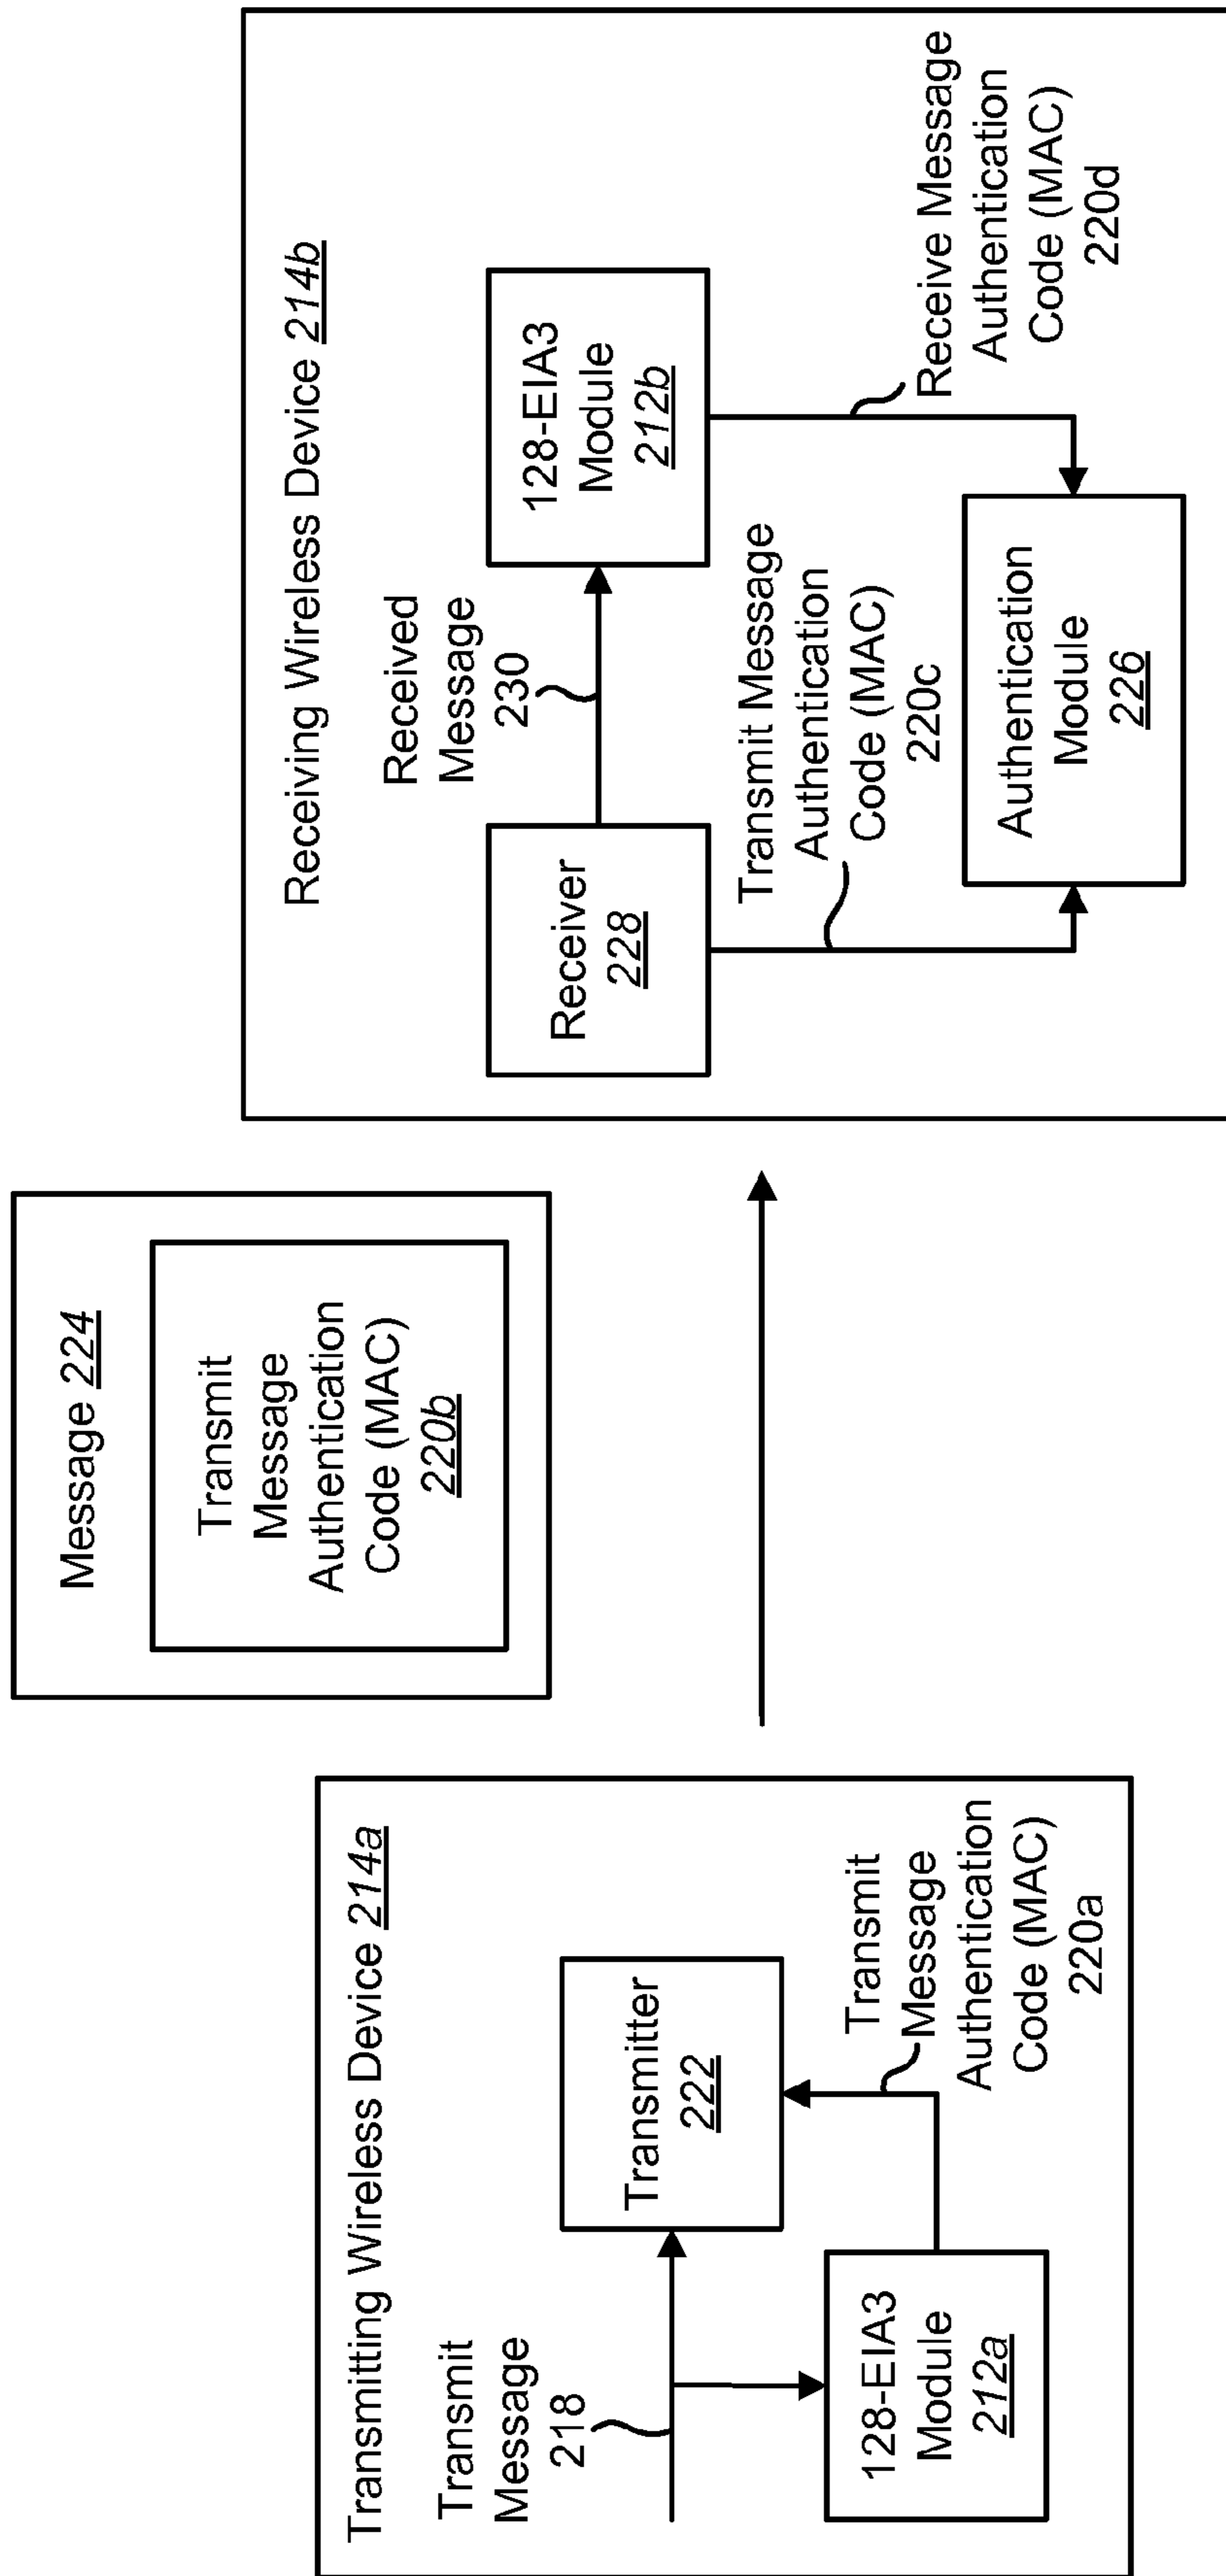 Transmitting Wireless Device 214a
Transmit
Message
218
Transmitter
222
128-EIA3
Module
212a
Transmit
Message
Authentication
Code (MAC)
220a
Message 224
Transmit
Message
Authentication
Code (MAC)
220b
Receiving Wireless Device 214b
Received
Message
230
Receiver
228
128-EIA3
Module
212b
Transmit Message
Authentication
Code (MAC)
220c
Receive Message
Authentication
Code (MAC)
220d
Authentication
Module
226